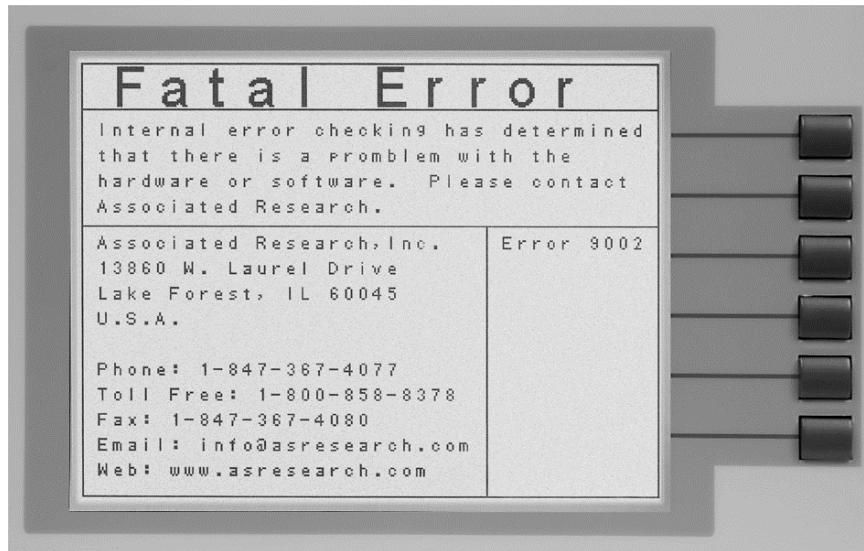 Fatal Error
Internal error checking has determined
that there is a promblem with the
hardware or software. Please contact
Associated Research.
Associated Research,Inc.
13860 W. Laurel Drive
Lake Forest, IL 60045
U.S.A.
Phone: 1-847-367-4077
Toll Free: 1-800-858-8378
Fax: 1-847-367-4080
Email: info@asresearch.com
Web: www.asresearch.com
Error 9002